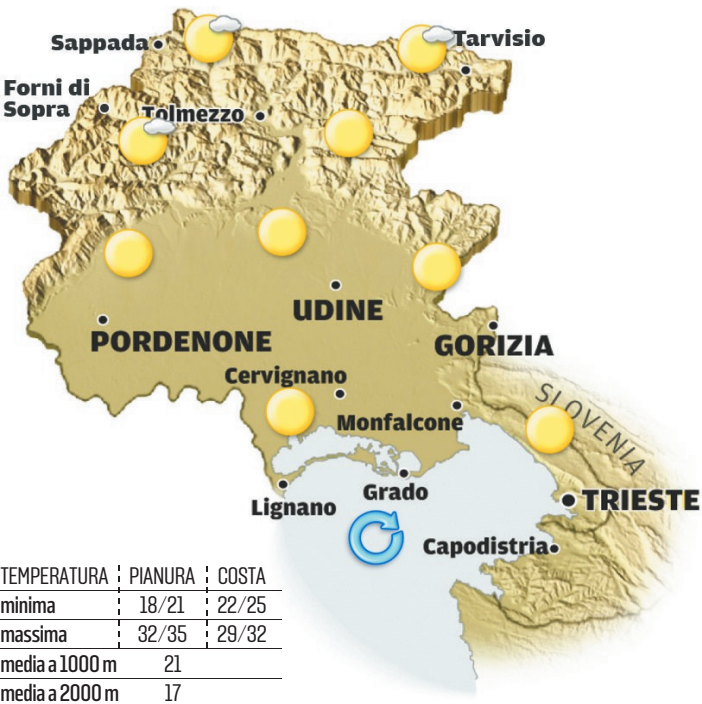 Sappada
Tarvisio
Forni di
Sopra
Tolmezzo
UDINE
PORDENONE
GORIZIA
Cervignano
SLOVENIA
Monfalcone
Grado
Lignano
TRIESTE
Capodistria
TEMPERATURA PIANURA COSTA
minima 18/21 22/25
massima 32/35 29/32
media a 1000 m 21
media a 2000 m 17